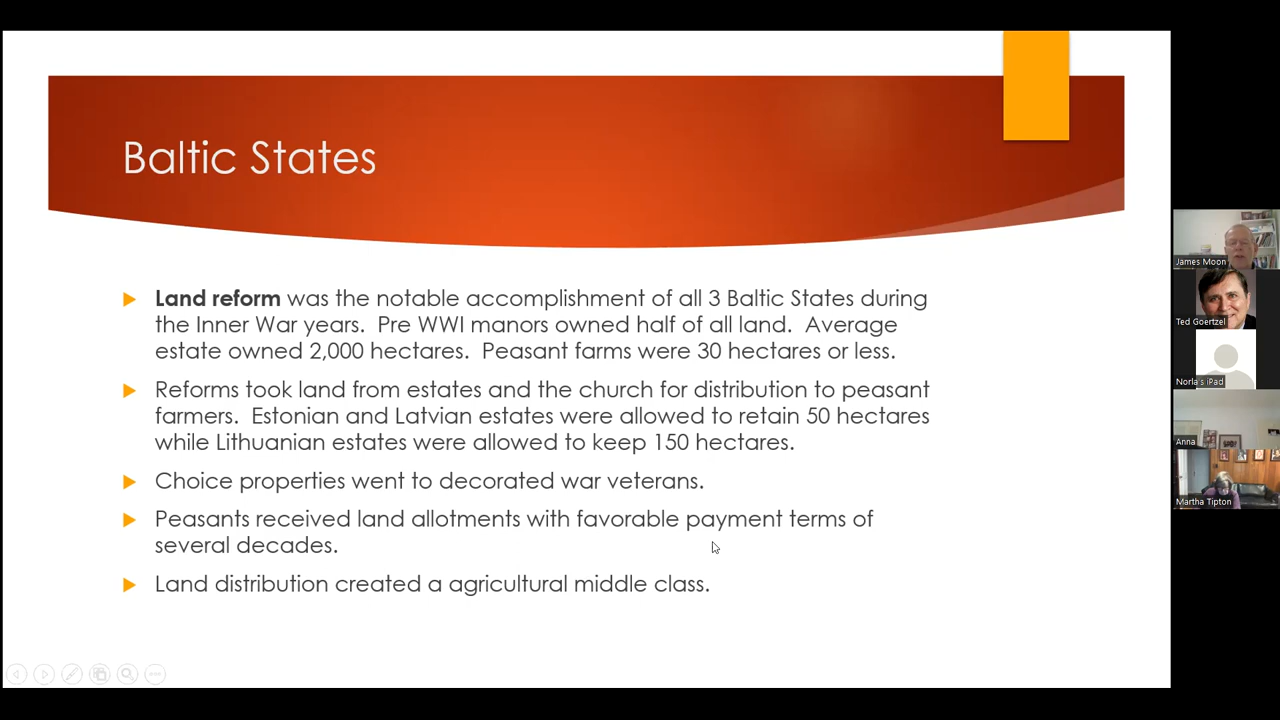 Baltic States
Land reform was the notable accomplishment of all 3 Baltic States during
the Inner War years. Pre WWI manors owned half of all land. Average
estate owned 2,000 hectares. Peasant farms were 30 hectares or less.
Reforms took land from estates and the church for distribution to peasant
farmers. Estonian and Latvian estates were allowed to retain 50 hectares
while Lithuanian estates were allowed to keep 150 hectares.
Choice properties went to decorated war veterans.
Peasants received land allotments with favorable payment terms of
several decades.
Land distribution created a agricultural middle class.
James Moon
Ted Goertzel
Norla's iPad
Anna
Martha Tipton